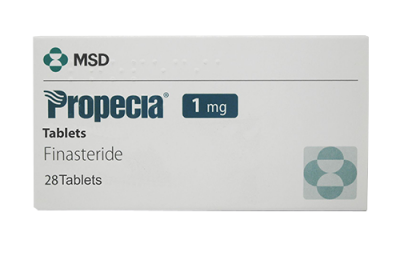 MSD
Propecia® 1 mg
Tablets
Finasteride
28Tablets